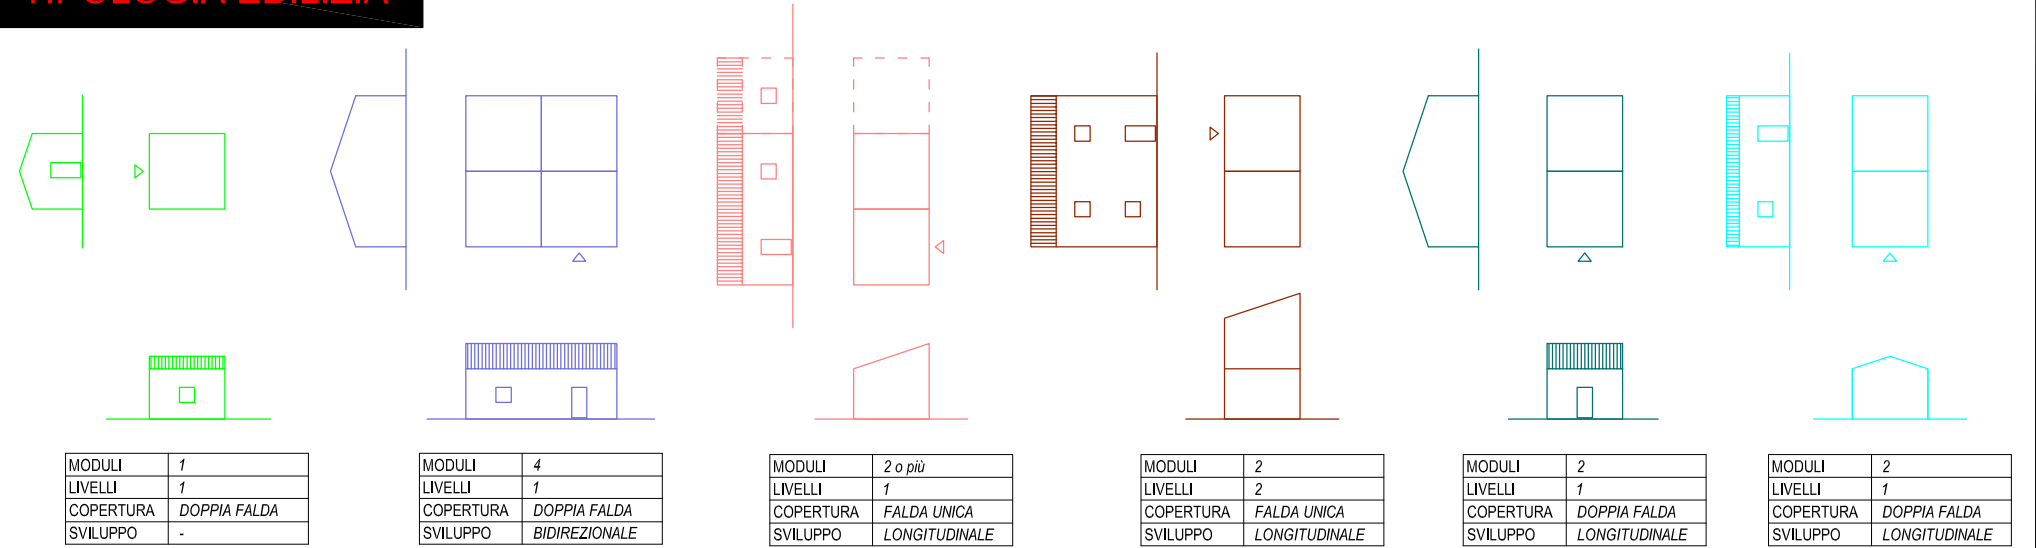 TIPOLOGIA EDILIZIA
MODULI 1
LIVELLI 1
COPERTURA DOPPIA FALDA
SVILUPPO -
MODULI 4
LIVELLI 1
COPERTURA DOPPIA FALDA
SVILUPPO BIDIREZIONALE
MODULI 2 o più
LIVELLI 1
COPERTURA FALDA UNICA
SVILUPPO LONGITUDINALE
MODULI 2
LIVELLI 2
COPERTURA FALDA UNICA
SVILUPPO LONGITUDINALE
MODULI 2
LIVELLI 1
COPERTURA DOPPIA FALDA
SVILUPPO LONGITUDINALE
MODULI 2
LIVELLI 1
COPERTURA DOPPIA FALDA
SVILUPPO LONGITUDINALE